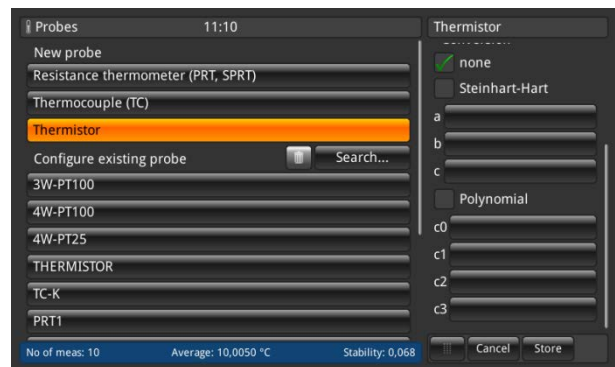 Probes 11:10
New probe
Resistance thermometer (PRT, SPRT)
Thermocouple (TC)
Thermistor
Configure existing probe Search...
3W-PT100
4W-PT100
4W-PT25
THERMISTOR
TC-K
PRT1
No of meas: 10 Average: 10,0050 °C Stability: 0,068
Thermistor
none
Steinhart-Hart
a
b
c
Polynomial
c0
c1
c2
c3
Cancel Store